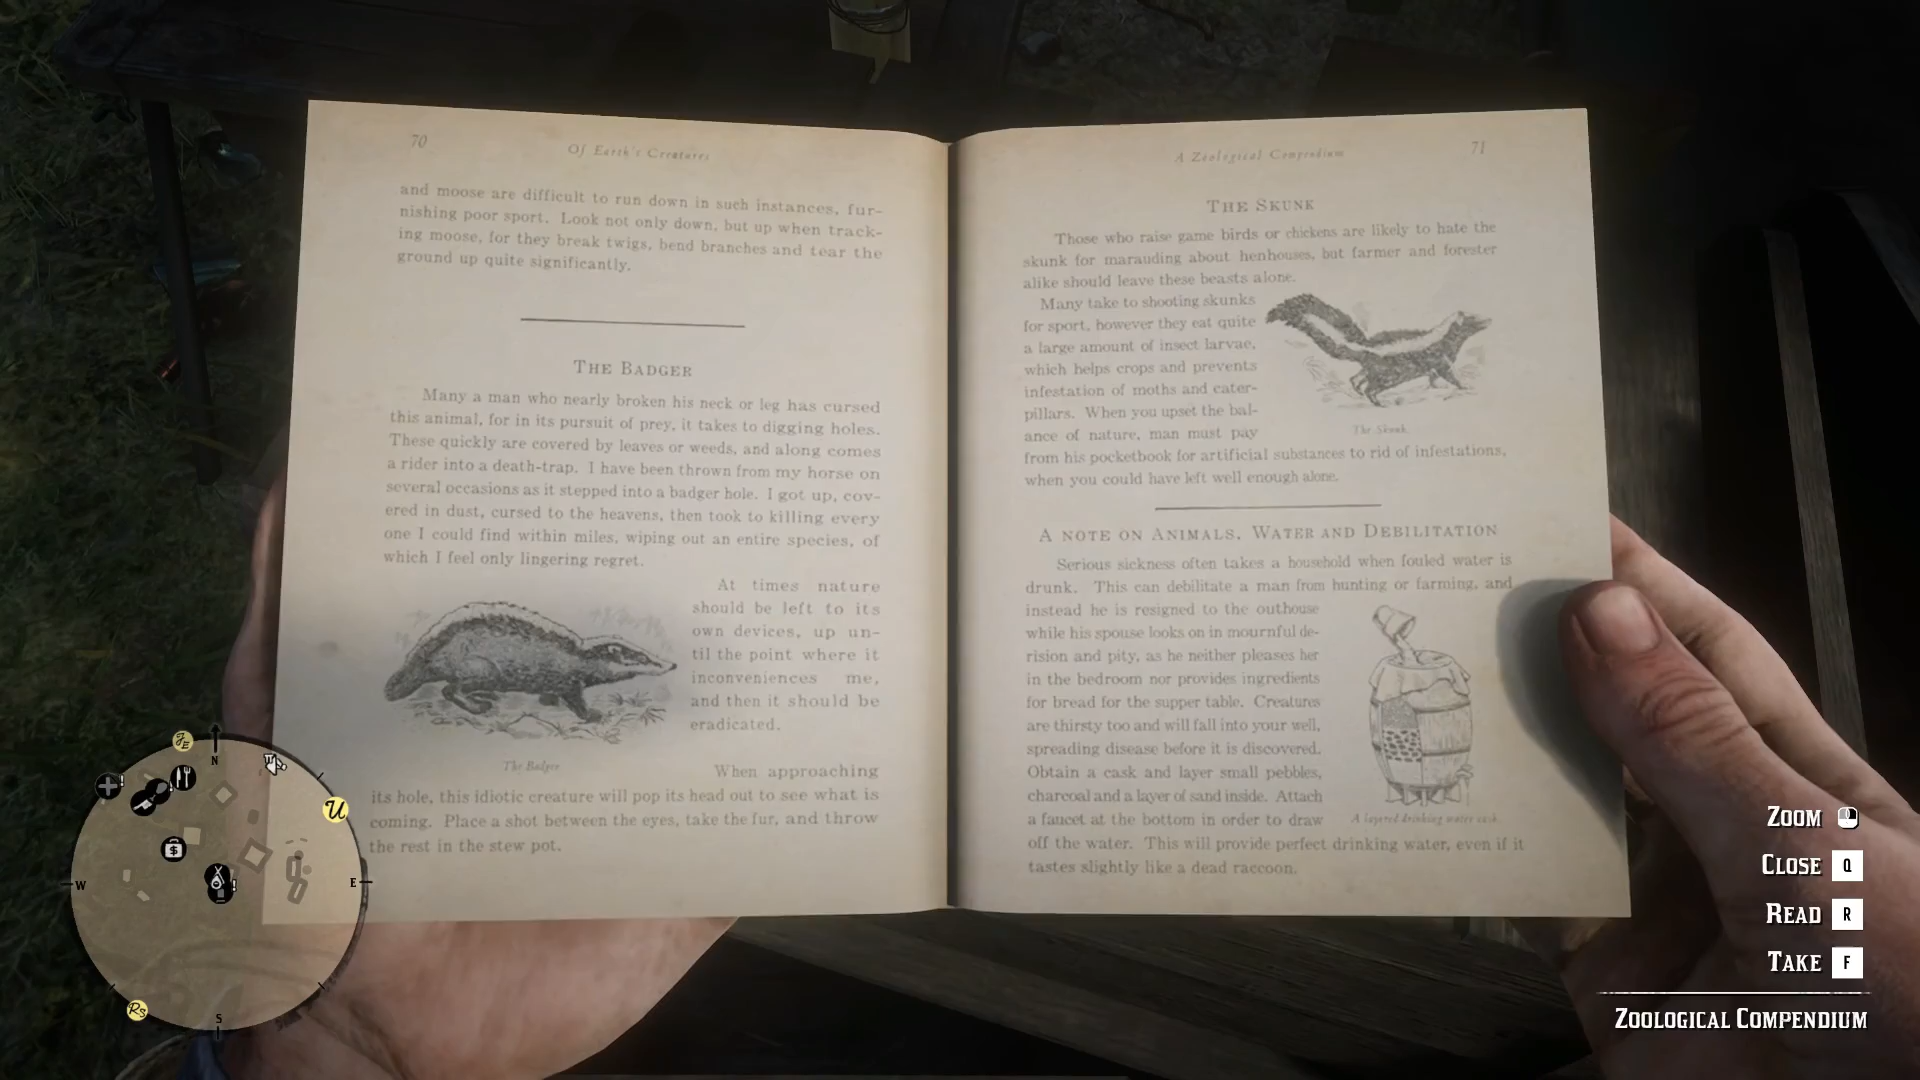 70
Of Earth's Creatures
and moose are difficult to run down in such instances, fur-
nishing poor sport. Look not only down, but up when track-
ing moose, for they break twigs, bend branches and tear the
ground up quite significantly.
THE BADGER
Many a man who nearly broken his neck or leg has cursed
this animal, for in its pursuit of prey, it takes to digging holes.
These quickly are covered by leaves or weeds, and along comes
a rider into a death-trap. I have been thrown from my horse on
several occasions as it stepped into a badger hole. I got up, cov-
ered in dust, cursed to the heavens, then took to killing every
one I could find within miles, wiping out an entire species, of
which I feel only lingering regret.
At times nature
should be left to its
own devices, up un-
til the point where it
inconveniences me,
and then it should be
eradicated.
The Badger
When approaching
its hole, this idiotic creature will pop its head out to see what is
coming. Place a shot between the eyes, take the fur, and throw
the rest in the stew pot.
A Zoological Compendium
71
THE SKUNK
Those who raise game birds or chickens are likely to hate the
skunk for marauding about henhouses, but farmer and forester
alike should leave these beasts alone.
Many take to shooting skunks
for sport, however they eat quite
a large amount of insect larvae,
which helps crops and prevents
infestation of moths and cater-
pillars. When you upset the bal-
ance of nature, man must pay
The Skunk
from his pocketbook for artificial substances to rid of infestations,
when you could have left well enough alone.
A NOTE ON ANIMALS, WATER AND DEBILITATION
Serious sickness often takes a household when fouled water is
drunk. This can debilitate a man from hunting or farming, and
instead he is resigned to the outhouse
while his spouse looks on in mournful de-
rision and pity, as he neither pleases her
in the bedroom nor provides ingredients
for bread for the supper table. Creatures
are thirsty too and will fall into your well,
spreading disease before it is discovered.
Obtain a cask and layer small pebbles,
charcoal and a layer of sand inside. Attach
a faucet at the bottom in order to draw
A layered drinking water cask
off the water. This will provide perfect drinking water, even if it
tastes slightly like a dead raccoon.
JE
N
U
$
W
E
RS
S
ZOOM
CLOSE Q
READ R
TAKE F
ZOOLOGICAL COMPENDIUM